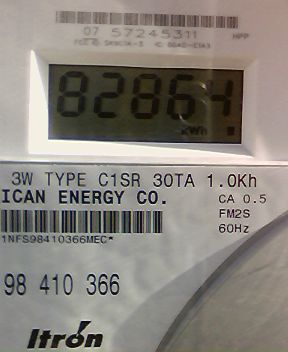 07 57245311 HPP
82864
kWh
3W TYPE C1SR 30TA 1.0Kh
ICAN ENERGY CO. CA 0.5
FM2S
60Hz
1NFS98410366MEC*
98 410 366
Itron